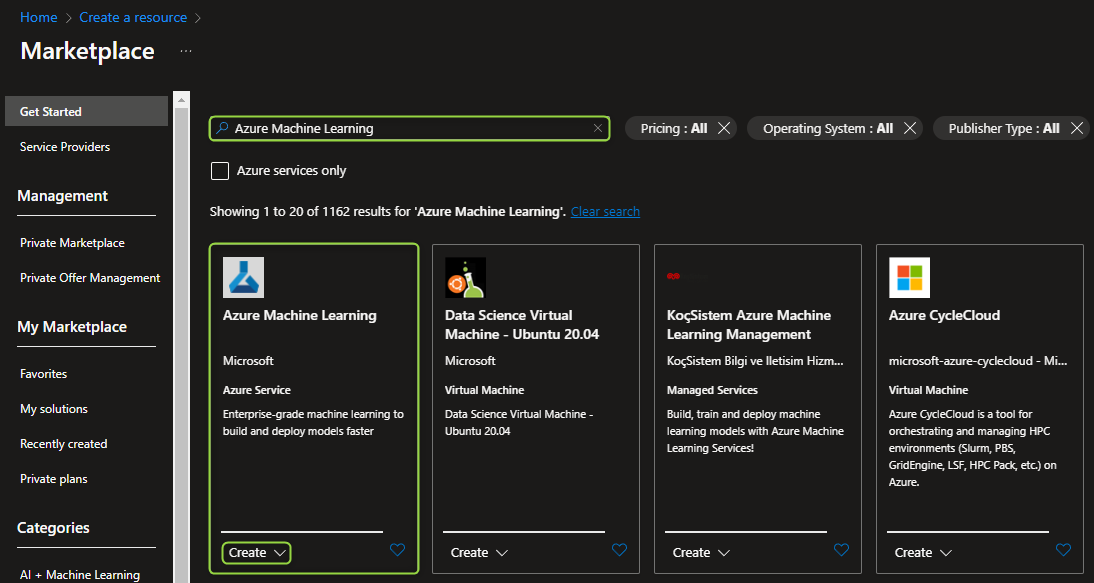 Home > Create a resource >
Marketplace ...
Get Started
Service Providers
Management
Private Marketplace
Private Offer Management
My Marketplace
Favorites
My solutions
Recently created
Private plans
Categories
AI + Machine Learning
Azure Machine Learning
Pricing : All
Operating System : All
Publisher Type : All
Azure services only
Showing 1 to 20 of 1162 results for 'Azure Machine Learning'. Clear search
Azure Machine Learning
Microsoft
Azure Service
Enterprise-grade machine learning to
build and deploy models faster
Create
Data Science Virtual
Machine - Ubuntu 20.04
Microsoft
Virtual Machine
Data Science Virtual Machine -
Ubuntu 20.04
Create
KoçSistem Azure Machine
Learning Management
KoçSistem Bilgi ve Iletisim Hizm...
Managed Services
Build, train and deploy machine
learning models with Azure Machine
Learning Services!
Create
Azure CycleCloud
microsoft-azure-cyclecloud - Mi...
Virtual Machine
Azure CycleCloud is a tool for
orchestrating and managing HPC
environments (Slurm, PBS,
GridEngine, LSF, HPC Pack, etc.) on
Azure.
Create